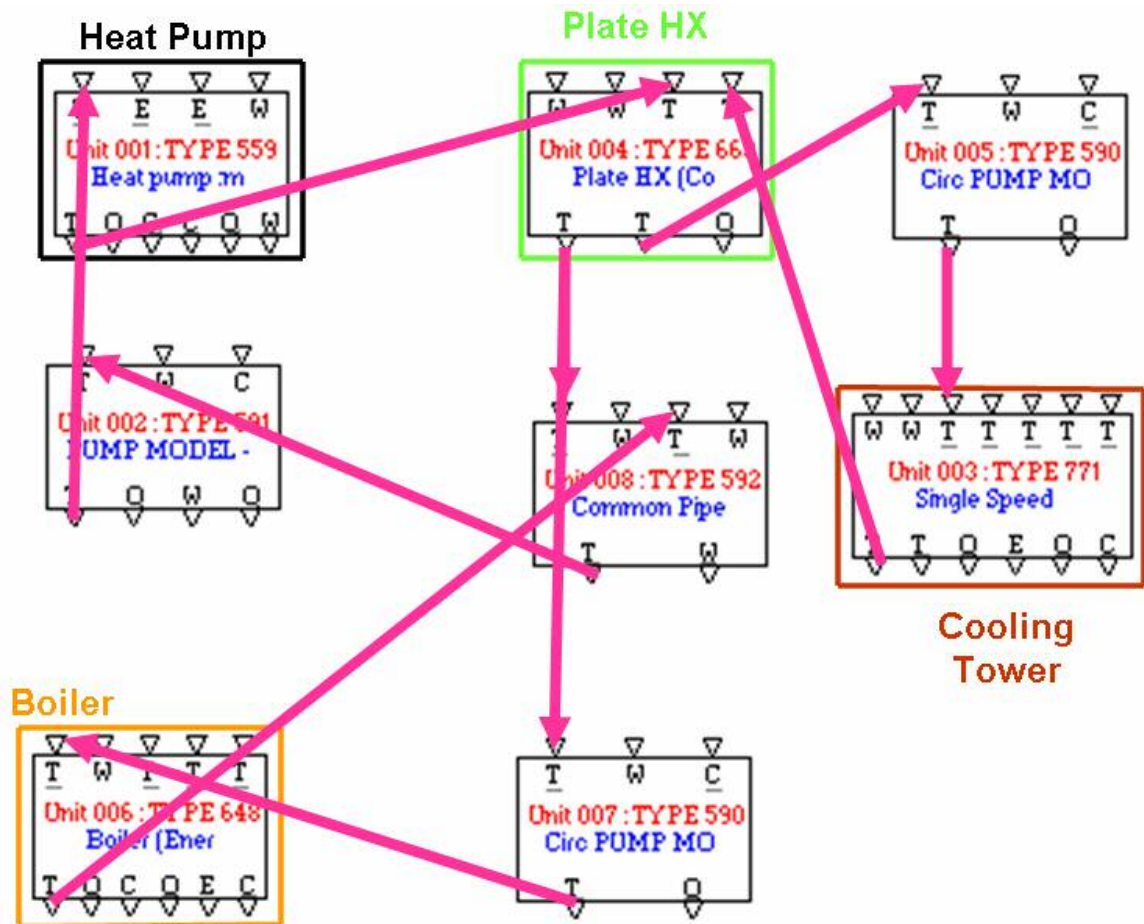 Heat Pump
T E E W
Unit 001 : TYPE 559
Heat pump :m
T Q C C Q W
Plate HX
W W T T
Unit 004 : TYPE
Plate HX (Co
T T Q
T W C
Unit 005 : TYPE 590
Circ PUMP MO
T Q
T W C
Unit 002 : TYPE 591
PUMP MODEL -
T Q W Q
T W T W
Unit 008 : TYPE 592
Common Pipe
T W
W W T T T T T
Unit 003 : TYPE 771
Single Speed
T T Q E Q C
Cooling
Tower
Boiler
T W T T T
Unit 006 : TYPE 648
Boiler (Ener
T Q C Q E C
T W C
Unit 007 : TYPE 590
Circ PUMP MO
T Q